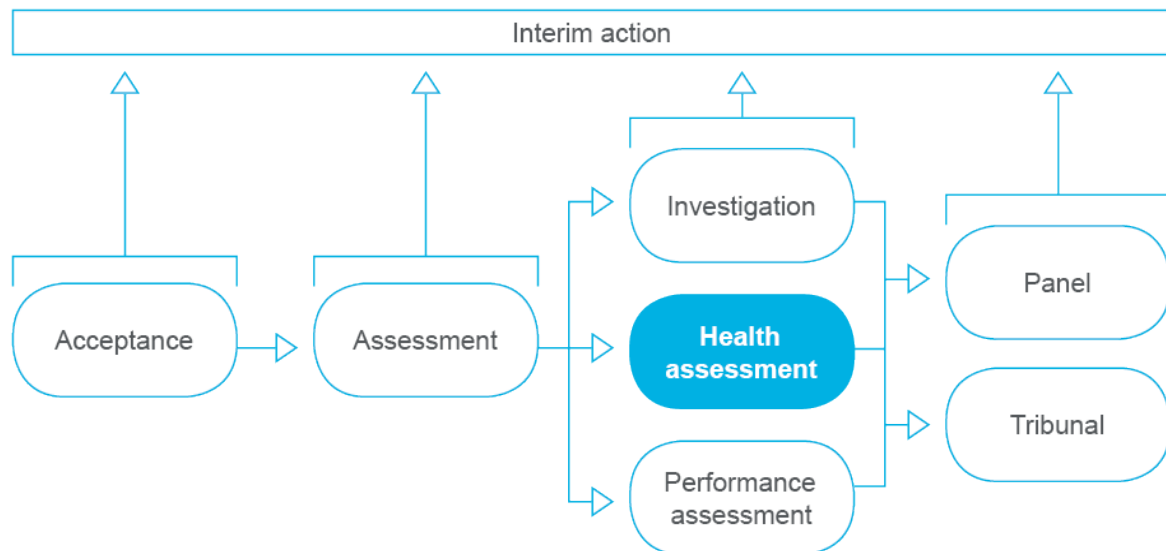 Interim action
Acceptance
Assessment
Investigation
Health
assessment
Performance
assessment
Panel
Tribunal